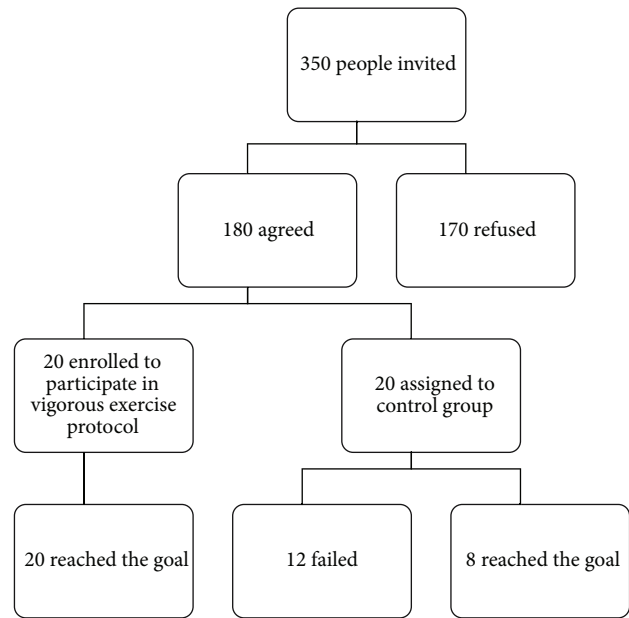 350 people invited
180 agreed
170 refused
20 enrolled to
participate in
vigorous exercise
protocol
20 assigned to
control group
20 reached the goal
12 failed
8 reached the goal